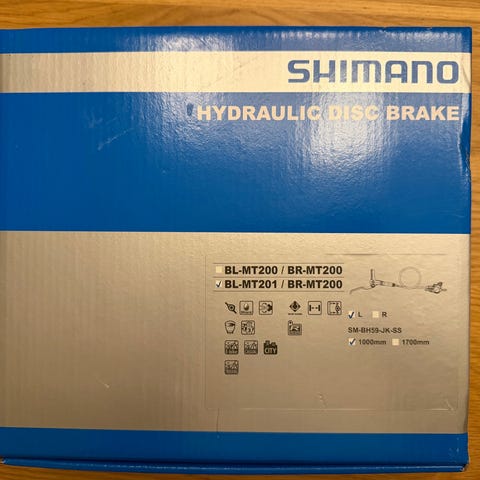 SHIMANO
HYDRAULIC DISC BRAKE
BL-MT200 / BR-MT200
BL-MT201 / BR-MT200
L R
SM-BH59-JK-SS
1000mm 1700mm
CITY